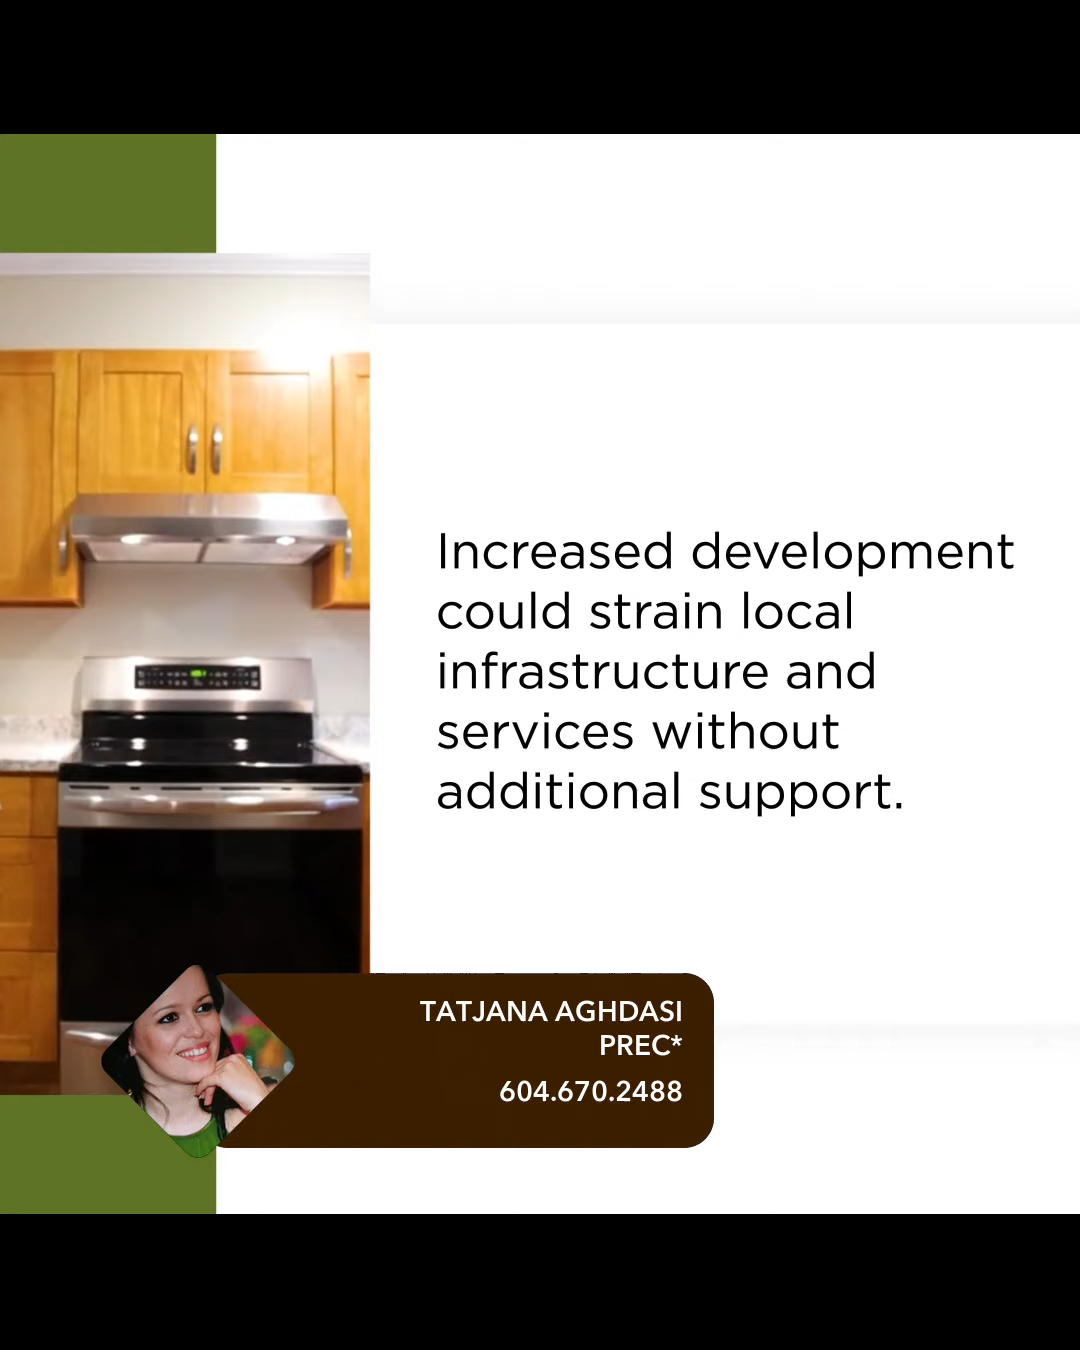 Increased development
could strain local
infrastructure and
services without
additional support.
TATJANA AGHDASI
PREC*
604.670.2488